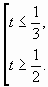 [ t ≤ 1/3,
t ≥ 1/2.